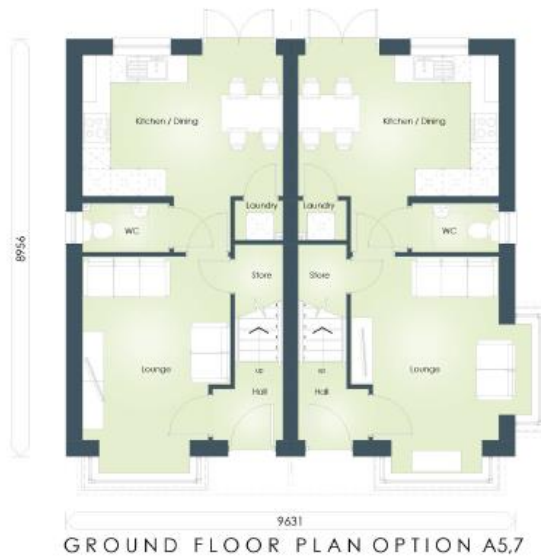 Kitchen / Dining
Kitchen / Dining
Laundry
Laundry
WC
WC
8956
Store
Store
Lounge
Lounge
up
up
Hall
Hall
9631
GROUND FLOOR PLAN OPTION A5,7